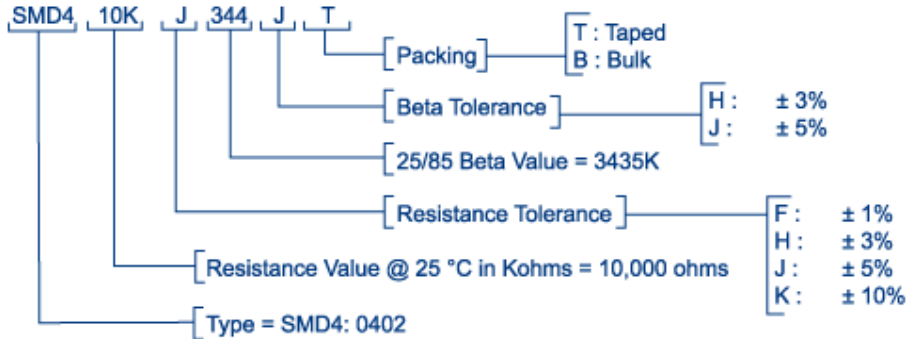 SMD4 10K J 344 J T
[Packing] T : Taped
B : Bulk
[Beta Tolerance] H : ± 3%
J : ± 5%
25/85 Beta Value = 3435K
[Resistance Tolerance] F : ± 1%
H : ± 3%
J : ± 5%
K : ± 10%
Resistance Value @ 25 °C in Kohms = 10,000 ohms
Type = SMD4: 0402